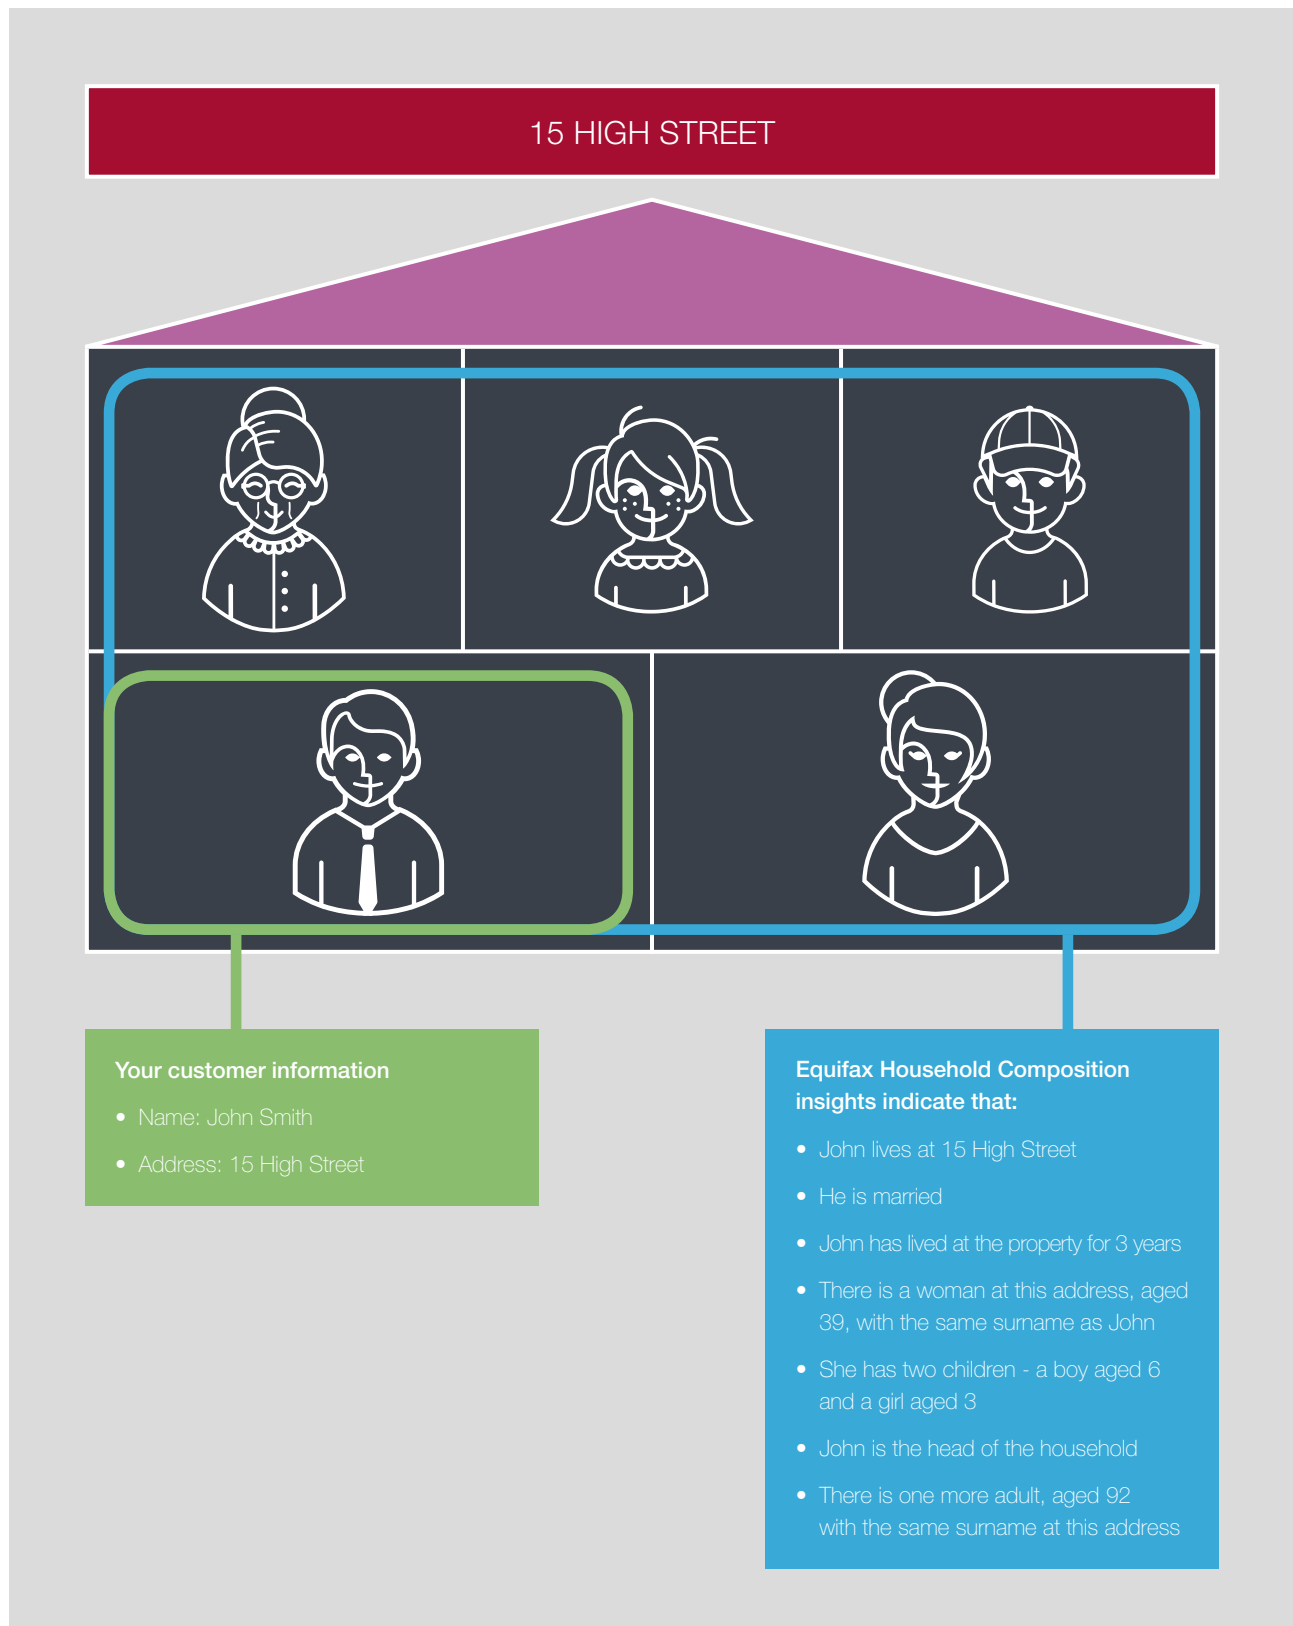 15 HIGH STREET
Your customer information
• Name: John Smith
• Address: 15 High Street
Equifax Household Composition
insights indicate that:
• John lives at 15 High Street
• He is married
• John has lived at the property for 3 years
• There is a woman at this address, aged
39, with the same surname as John
• She has two children - a boy aged 6
and a girl aged 3
• John is the head of the household
• There is one more adult, aged 92
with the same surname at this address